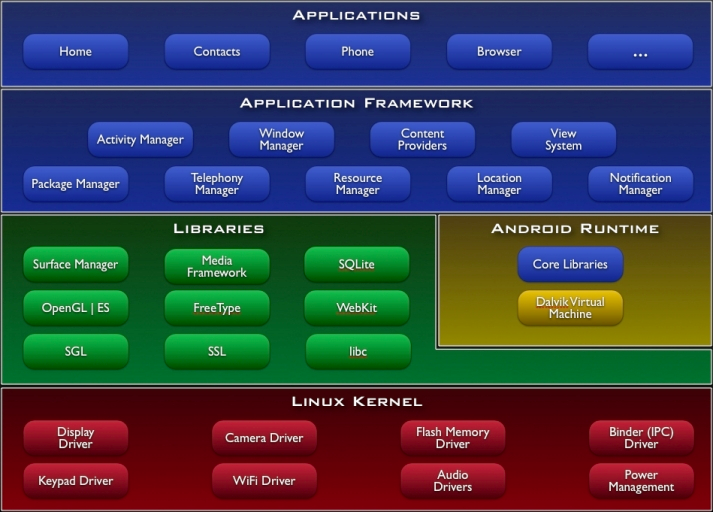 APPLICATIONS
Home
Contacts
Phone
Browser
...
APPLICATION FRAMEWORK
Activity Manager
Window
Manager
Content
Providers
View
System
Package Manager
Telephony
Manager
Resource
Manager
Location
Manager
Notification
Manager
LIBRARIES
Surface Manager
Media
Framework
SQLite
OpenGL | ES
FreeType
WebKit
SGL
SSL
libc
ANDROID RUNTIME
Core Libraries
Dalvik Virtual
Machine
LINUX KERNEL
Display
Driver
Camera Driver
Flash Memory
Driver
Binder (IPC)
Driver
Keypad Driver
WiFi Driver
Audio
Drivers
Power
Management